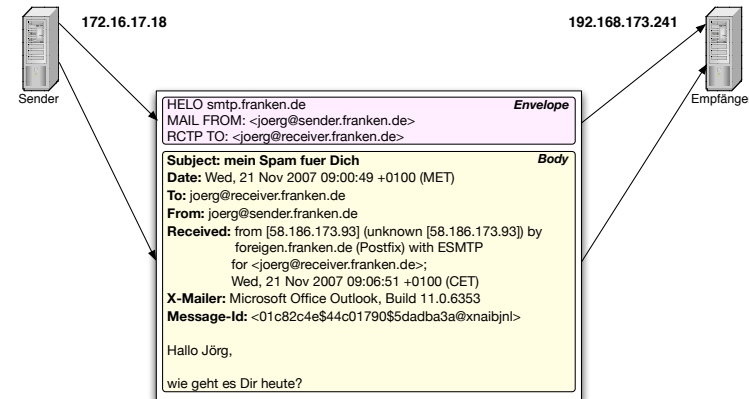 172.16.17.18
192.168.173.241
Sender
Empfänge
HELO smtp.franken.de
Envelope
MAIL FROM: <joerg@sender.franken.de>
RCTP TO: <joerg@receiver.franken.de>
Subject: mein Spam fuer Dich
Body
Date: Wed, 21 Nov 2007 09:00:49 +0100 (MET)
To: joerg@receiver.franken.de
From: joerg@sender.franken.de
Received: from [58.186.173.93] (unknown [58.186.173.93]) by
foreigen.franken.de (Postfix) with ESMTP
for <joerg@receiver.franken.de>;
Wed, 21 Nov 2007 09:06:51 +0100 (CET)
X-Mailer: Microsoft Office Outlook, Build 11.0.6353
Message-Id: <01c82c4e$44c01790$5dadba3a@xnaibjnl>
Hallo Jörg,
wie geht es Dir heute?